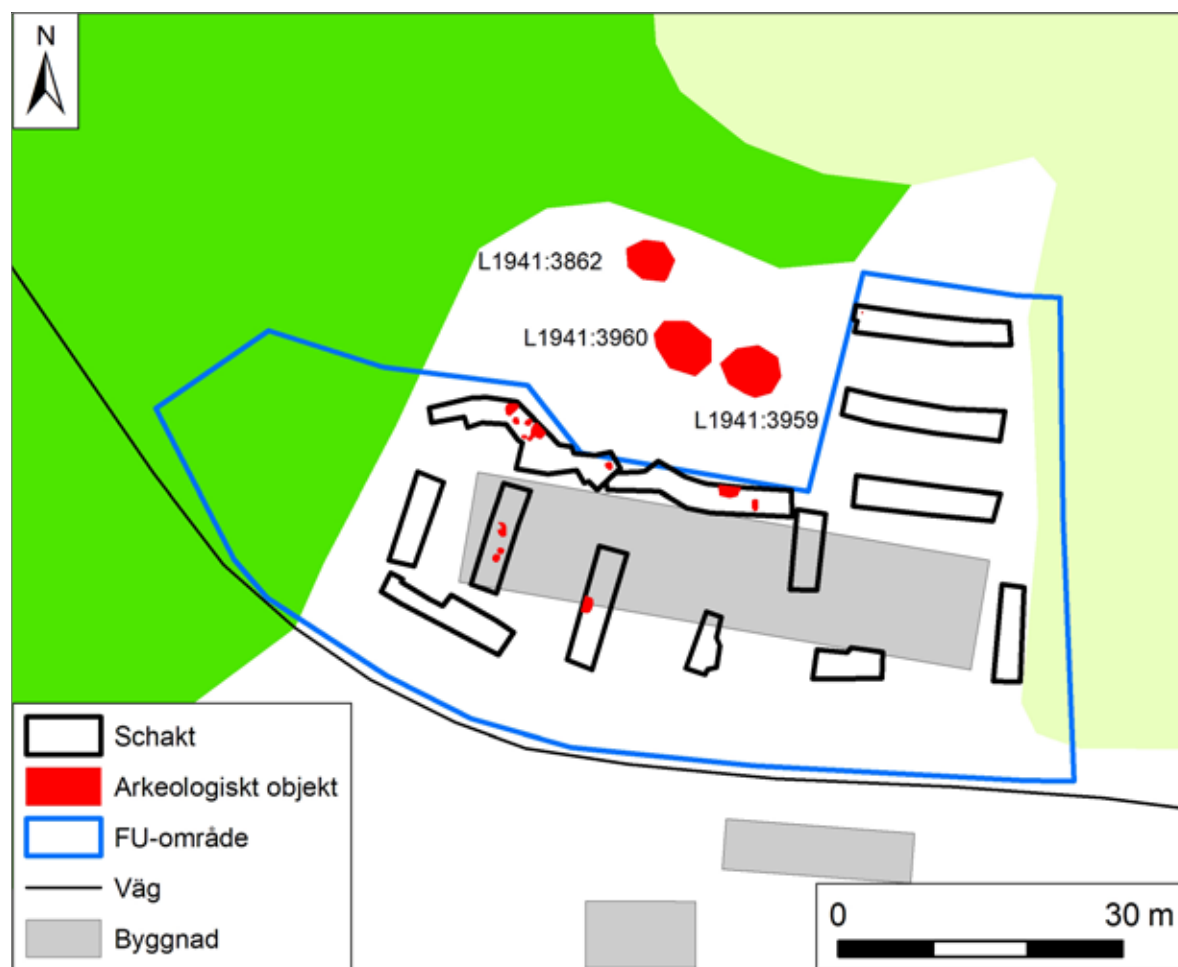 N
L1941:3862
L1941:3960
L1941:3959
Schakt
Arkeologiskt objekt
FU-område
Väg
Byggnad
0 30 m